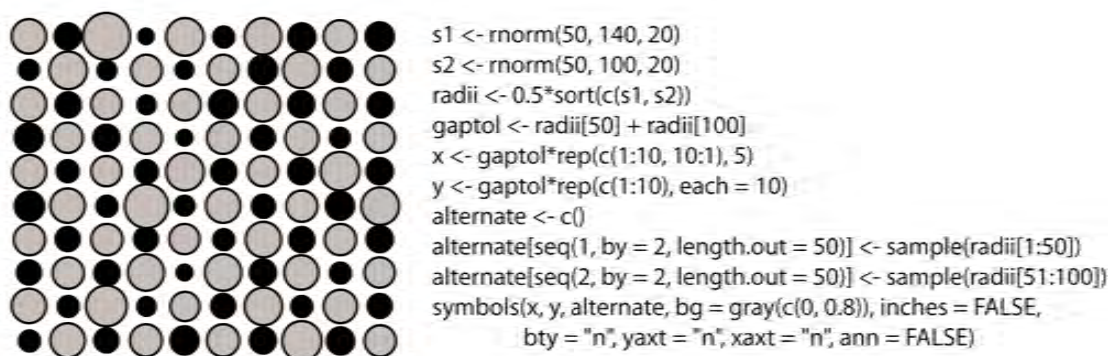 s1 <- rnorm(50, 140, 20)
s2 <- rnorm(50, 100, 20)
radii <- 0.5*sort(c(s1, s2))
gaptol <- radii[50] + radii[100]
x <- gaptol*rep(c(1:10, 10:1), 5)
y <- gaptol*rep(c(1:10), each = 10)
alternate <- c()
alternate[seq(1, by = 2, length.out = 50)] <- sample(radii[1:50])
alternate[seq(2, by = 2, length.out = 50)] <- sample(radii[51:100])
symbols(x, y, alternate, bg = gray(c(0, 0.8)), inches = FALSE,
bty = "n", yaxt = "n", xaxt = "n", ann = FALSE)